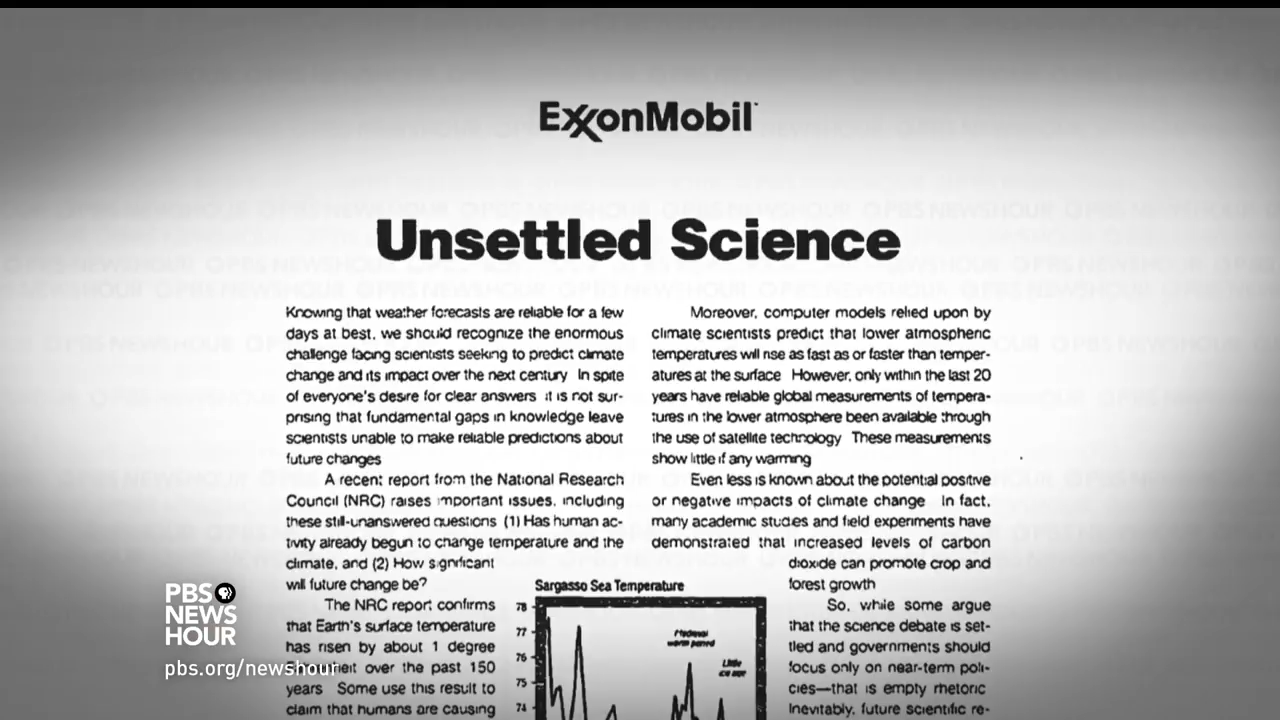 ExxonMobil
Unsettled Science
Knowing that weather forecasts are reliable for a few
days at best, we should recognize the enormous
challenge facing scientists seeking to predict climate
change and its impact over the next century In spite
of everyone's desire for clear answers it is not sur-
prising that fundamental gaps in knowledge leave
scientists unable to make reliable predictions about
future changes
A recent report from the National Research
Council (NRC) raises important issues, including
these still-unanswered questions (1) Has human ac-
tivity already begun to change temperature and the
climate, and (2) How significant
will future change be?
The NRC report confirms
that Earth's surface temperature
has risen by about 1 degree
over the past 150
years Some use this result to
claim that humans are causing
Moreover, computer models relied upon by
climate scientists predict that lower atmospheric
temperatures will rise as fast as or faster than temper-
atures at the surface However, only within the last 20
years have reliable global measurements of tempera-
tures in the lower atmosphere been available through
the use of satellite technology These measurements
show little if any warming
Even less is known about the potential positive
or negative impacts of climate change In fact,
many academic studies and field experiments have
demonstrated that increased levels of carbon
dioxide can promote crop and
forest growth
So, while some argue
that the science debate is set-
tled and governments should
focus only on near-term poli-
cies—that is empty rhetoric
Inevitably, future scientific re-
Sargasso Sea Temperature
78
77
76
75
74
Medieval
warm period
Little
ice age
PBS
NEWS
HOUR
pbs.org/newshour